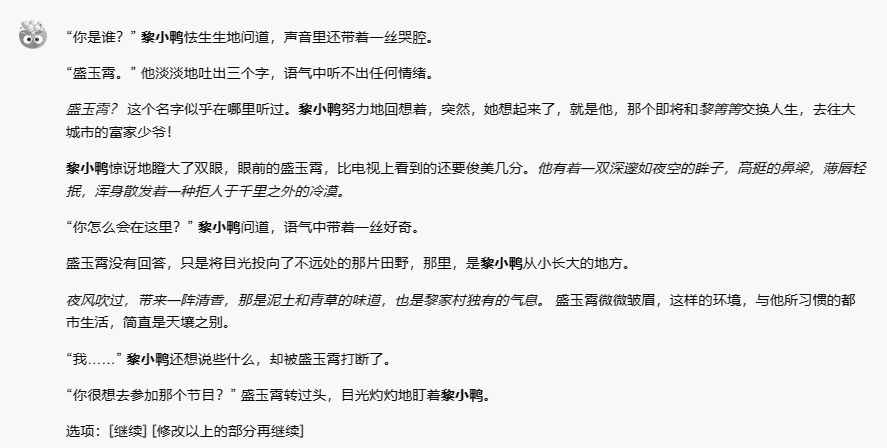 “你是谁？” 黎小鸭怯生生地问道，声音里还带着一丝哭腔。
“盛玉霄。” 他淡淡地吐出三个字，语气中听不出任何情绪。
盛玉霄？ 这个名字似乎在哪里听过。黎小鸭努力地回想着，突然，她想起来了，就是他，那个即将和黎菁菁交换人生，去往大
城市的富家少爷！
黎小鸭惊讶地瞪大了双眼，眼前的盛玉霄，比电视上看到的还要俊美几分。他有着一双深邃如夜空的眸子，高挺的鼻梁，薄唇轻
抿，浑身散发着一种拒人于千里之外的冷漠。
“你怎么会在这里？” 黎小鸭问道，语气中带着一丝好奇。
盛玉霄没有回答，只是将目光投向了不远处的那片田野，那里，是黎小鸭从小长大的地方。
夜风吹过，带来一阵清香，那是泥土和青草的味道，也是黎家村独有的气息。 盛玉霄微微皱眉，这样的环境，与他所习惯的都
市生活，简直是天壤之别。
“我……” 黎小鸭还想说些什么，却被盛玉霄打断了。
“你很想去参加那个节目？” 盛玉霄转过头，目光灼灼地盯着黎小鸭。
选项：[继续] [修改以上的部分再继续]